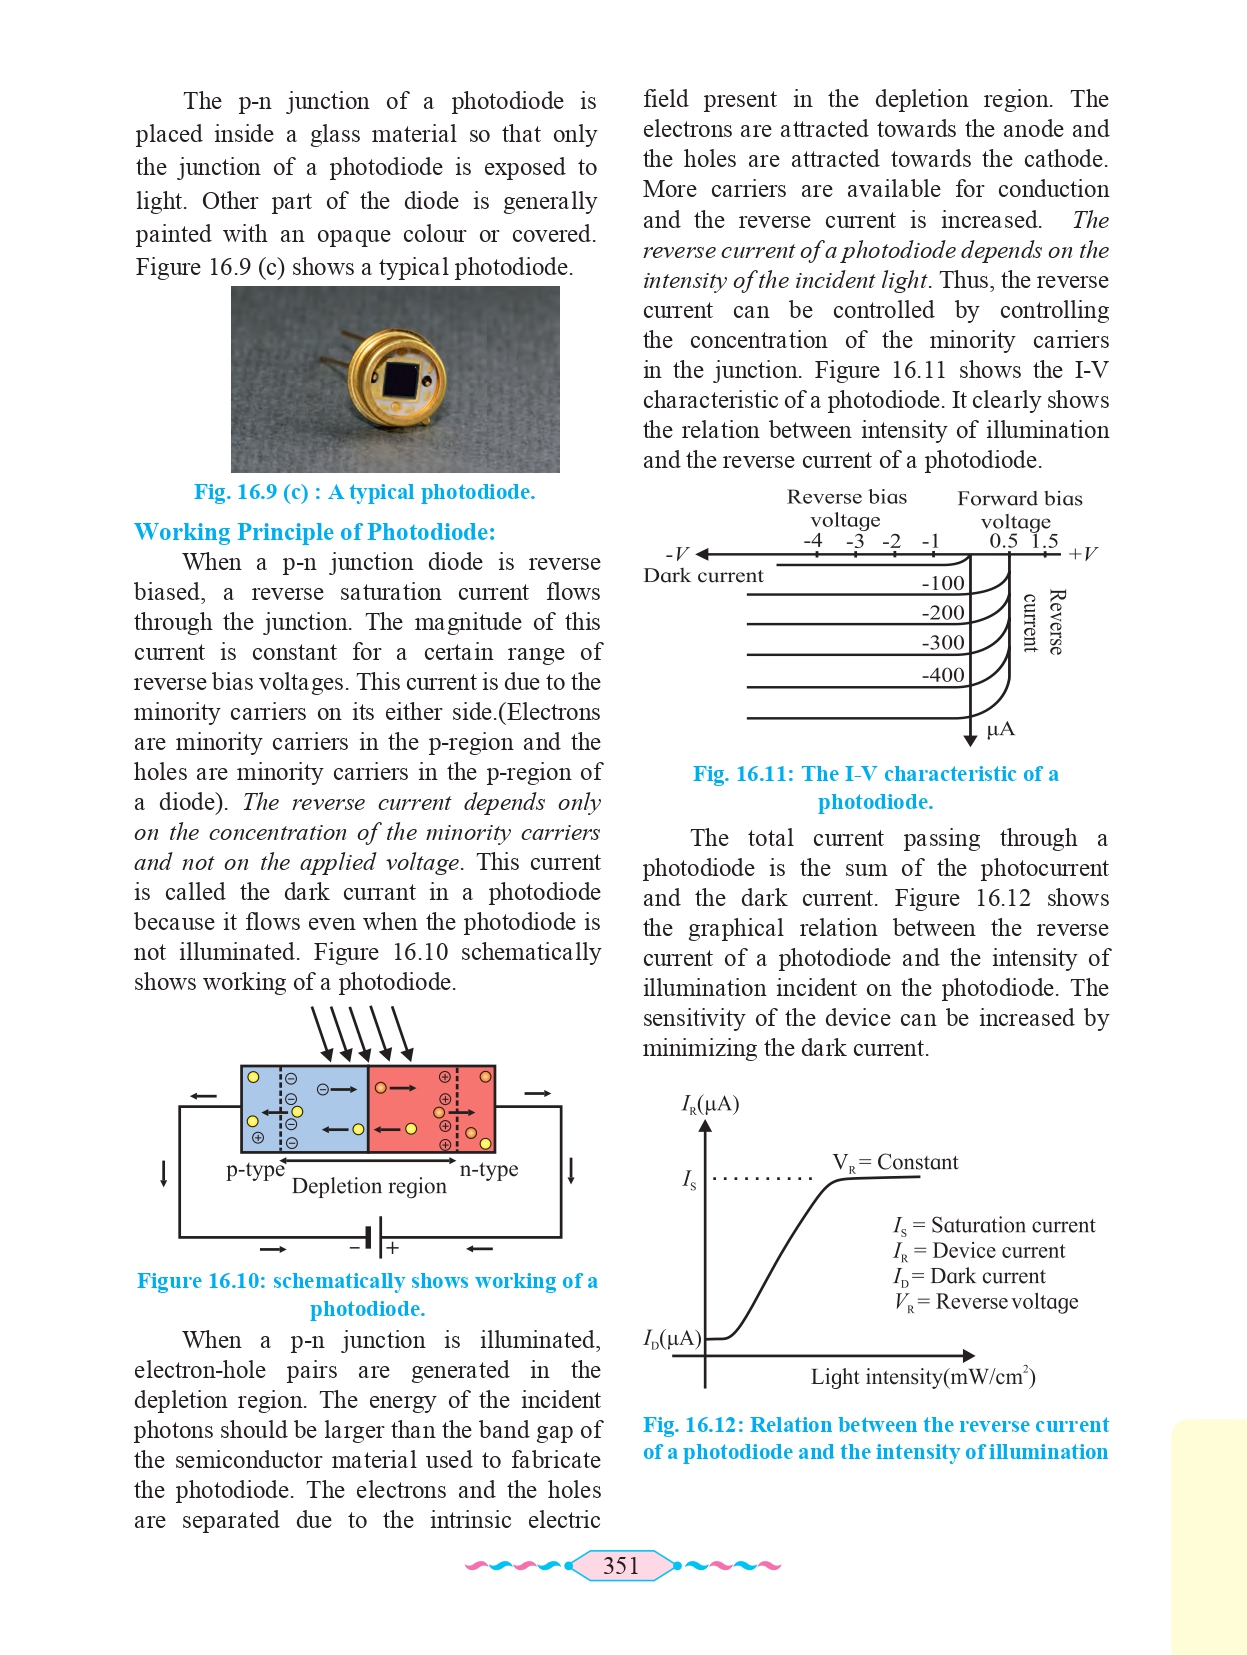 The p-n junction of a photodiode is
placed inside a glass material so that only
the junction of a photodiode is exposed to
light. Other part of the diode is generally
painted with an opaque colour or covered.
Figure 16.9 (c) shows a typical photodiode.
Fig. 16.9 (c) : A typical photodiode.
Working Principle of Photodiode:
When a p-n junction diode is reverse
biased, a reverse saturation current flows
through the junction. The magnitude of this
current is constant for a certain range of
reverse bias voltages. This current is due to the
minority carriers on its either side.(Electrons
are minority carriers in the p-region and the
holes are minority carriers in the p-region of
a diode). The reverse current depends only
on the concentration of the minority carriers
and not on the applied voltage. This current
is called the dark currant in a photodiode
because it flows even when the photodiode is
not illuminated. Figure 16.10 schematically
shows working of a photodiode.
p-type
n-type
Depletion region
- +
Figure 16.10: schematically shows working of a
photodiode.
When a p-n junction is illuminated,
electron-hole pairs are generated in the
depletion region. The energy of the incident
photons should be larger than the band gap of
the semiconductor material used to fabricate
the photodiode. The electrons and the holes
are separated due to the intrinsic electric
field present in the depletion region. The
electrons are attracted towards the anode and
the holes are attracted towards the cathode.
More carriers are available for conduction
and the reverse current is increased. The
reverse current of a photodiode depends on the
intensity of the incident light. Thus, the reverse
current can be controlled by controlling
the concentration of the minority carriers
in the junction. Figure 16.11 shows the I-V
characteristic of a photodiode. It clearly shows
the relation between intensity of illumination
and the reverse current of a photodiode.
Reverse bias
voltage
Forward bias
voltage
-4 -3 -2 -1 0.5 1.5
-V
+V
Dark current
-100
-200
-300
-400
Reverse
current
μA
Fig. 16.11: The I-V characteristic of a
photodiode.
The total current passing through a
photodiode is the sum of the photocurrent
and the dark current. Figure 16.12 shows
the graphical relation between the reverse
current of a photodiode and the intensity of
illumination incident on the photodiode. The
sensitivity of the device can be increased by
minimizing the dark current.
I_R(μA)
V_R = Constant
I_S
I_S = Saturation current
I_R = Device current
I_D = Dark current
V_R = Reverse voltage
I_D(μA)
Light intensity(mW/cm²)
Fig. 16.12: Relation between the reverse current
of a photodiode and the intensity of illumination
351